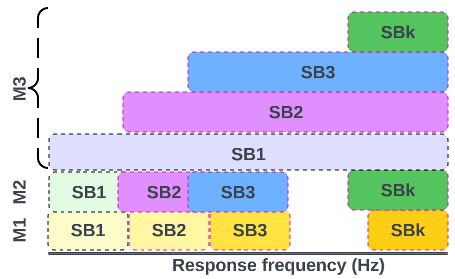 SBk
SB3
M3
SB2
SB1
M2
SB1
SB2
SB3
SBk
M1
SB1
SB2
SB3
SBk
Response frequency (Hz)